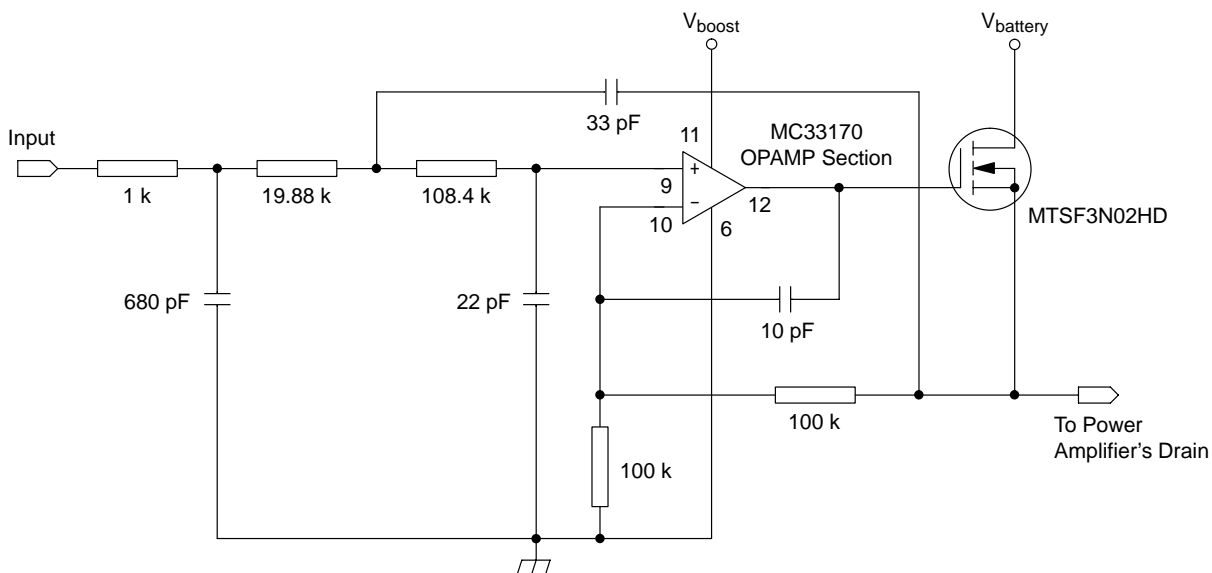 Vboost
Vbattery
33 pF
Input
11
MC33170
OPAMP Section
+
9
1 k
19.88 k
108.4 k
12
–
10
6
MTSF3N02HD
680 pF
22 pF
10 pF
100 k
To Power
Amplifier's Drain
100 k